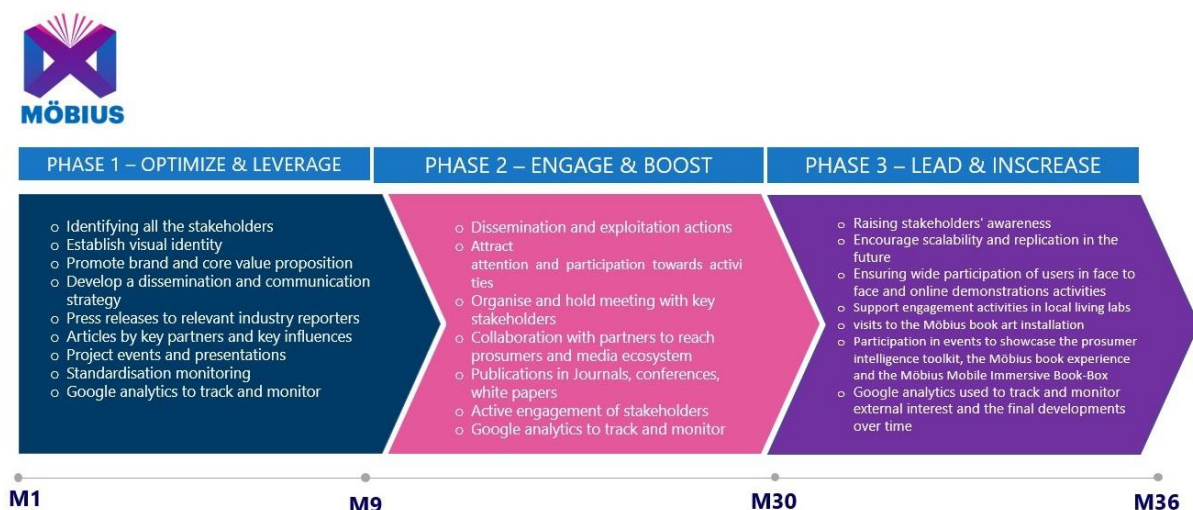 MÖBIUS
PHASE 1 – OPTIMIZE & LEVERAGE
o Identifying all the stakeholders
o Establish visual identity
o Promote brand and core value proposition
o Develop a dissemination and communication
strategy
o Press releases to relevant industry reporters
o Articles by key partners and key influences
o Project events and presentations
o Standardisation monitoring
o Google analytics to track and monitor
PHASE 2 – ENGAGE & BOOST
o Dissemination and exploitation actions
o Attract
attention and participation towards activi
ties
o Organise and hold meeting with key
stakeholders
o Collaboration with partners to reach
prosumers and media ecosystem
o Publications in Journals, conferences,
white papers
o Active engagement of stakeholders
o Google analytics to track and monitor
PHASE 3 – LEAD & INSCREASE
o Raising stakeholders' awareness
o Encourage scalability and replication in the
future
o Ensuring wide participation of users in face to
face and online demonstrations activities
o Support engagement activities in local living labs
o visits to the Möbius book art installation
o Participation in events to showcase the prosumer
intelligence toolkit, the Möbius book experience
and the Möbius Mobile Immersive Book-Box
o Google analytics used to track and monitor
external interest and the final developments
over time
M1
M9
M30
M36